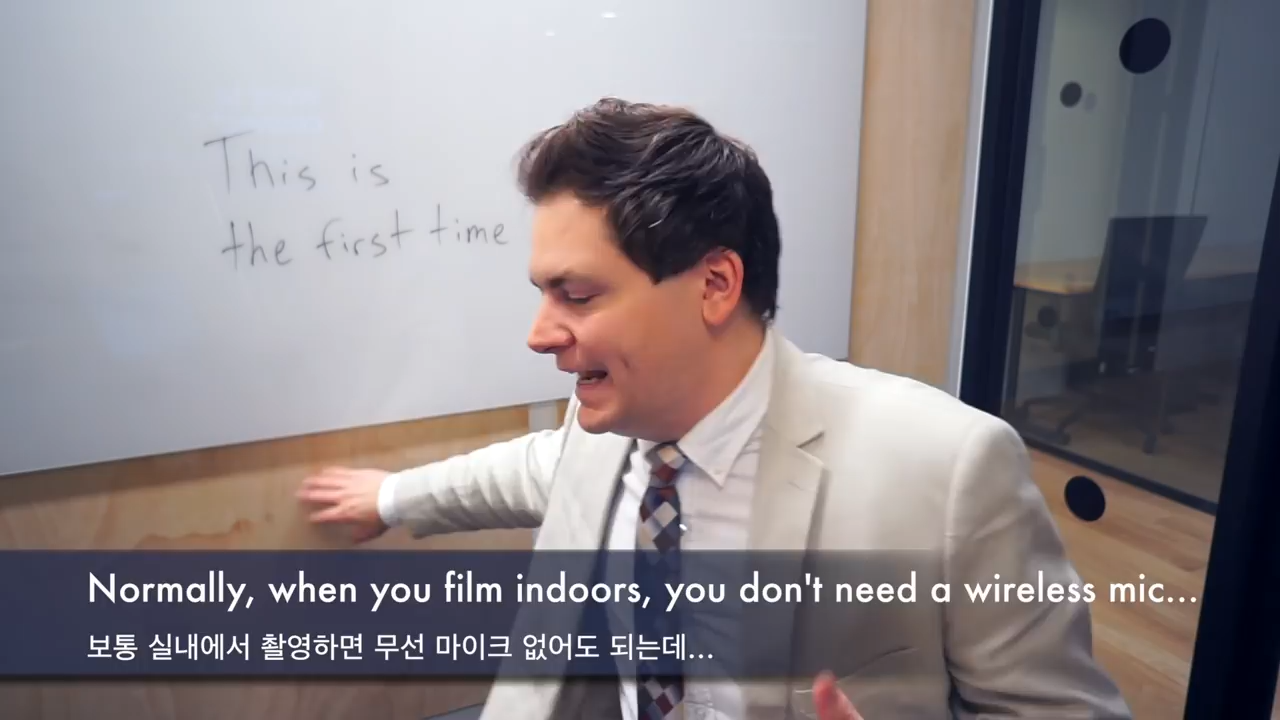 This is
the first time
Normally, when you film indoors, you don't need a wireless mic...
보통 실내에서 촬영하면 무선 마이크 없어도 되는데...